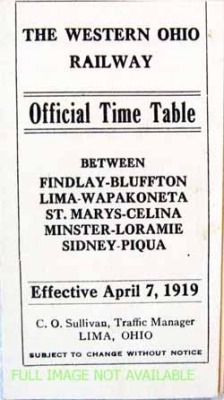 THE WESTERN OHIO
RAILWAY
Official Time Table
BETWEEN
FINDLAY-BLUFFTON
LIMA-WAPAKONETA
ST. MARYS-CELINA
MINSTER-LORAMIE
SIDNEY-PIQUA
Effective April 7, 1919
C. O. Sullivan, Traffic Manager
LIMA, OHIO
SUBJECT TO CHANGE WITHOUT NOTICE
FULL IMAGE NOT AVAILABLE